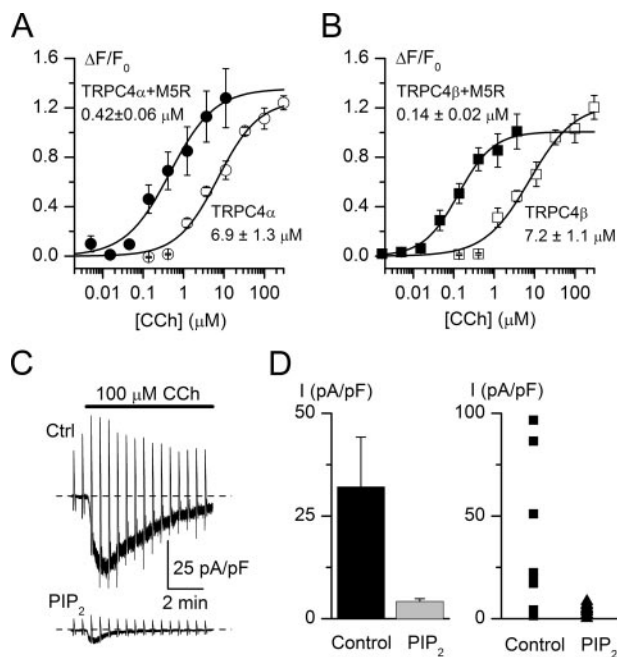 A
ΔF/F0
TRPC4α+M5R
0.42±0.06 μM
TRPC4α
6.9 ± 1.3 μM
1.6
1.2
0.8
0.4
0.0
0.01 0.1 1 10 100
[CCh] (μM)
B
ΔF/F0
TRPC4β+M5R
0.14 ± 0.02 μM
TRPC4β
7.2 ± 1.1 μM
1.6
1.2
0.8
0.4
0.0
0.01 0.1 1 10 100
[CCh] (μM)
C
100 μM CCh
Ctrl
25 pA/pF
2 min
PIP2
D
I (pA/pF)
50
25
0
Control PIP2
I (pA/pF)
100
50
0
Control PIP2